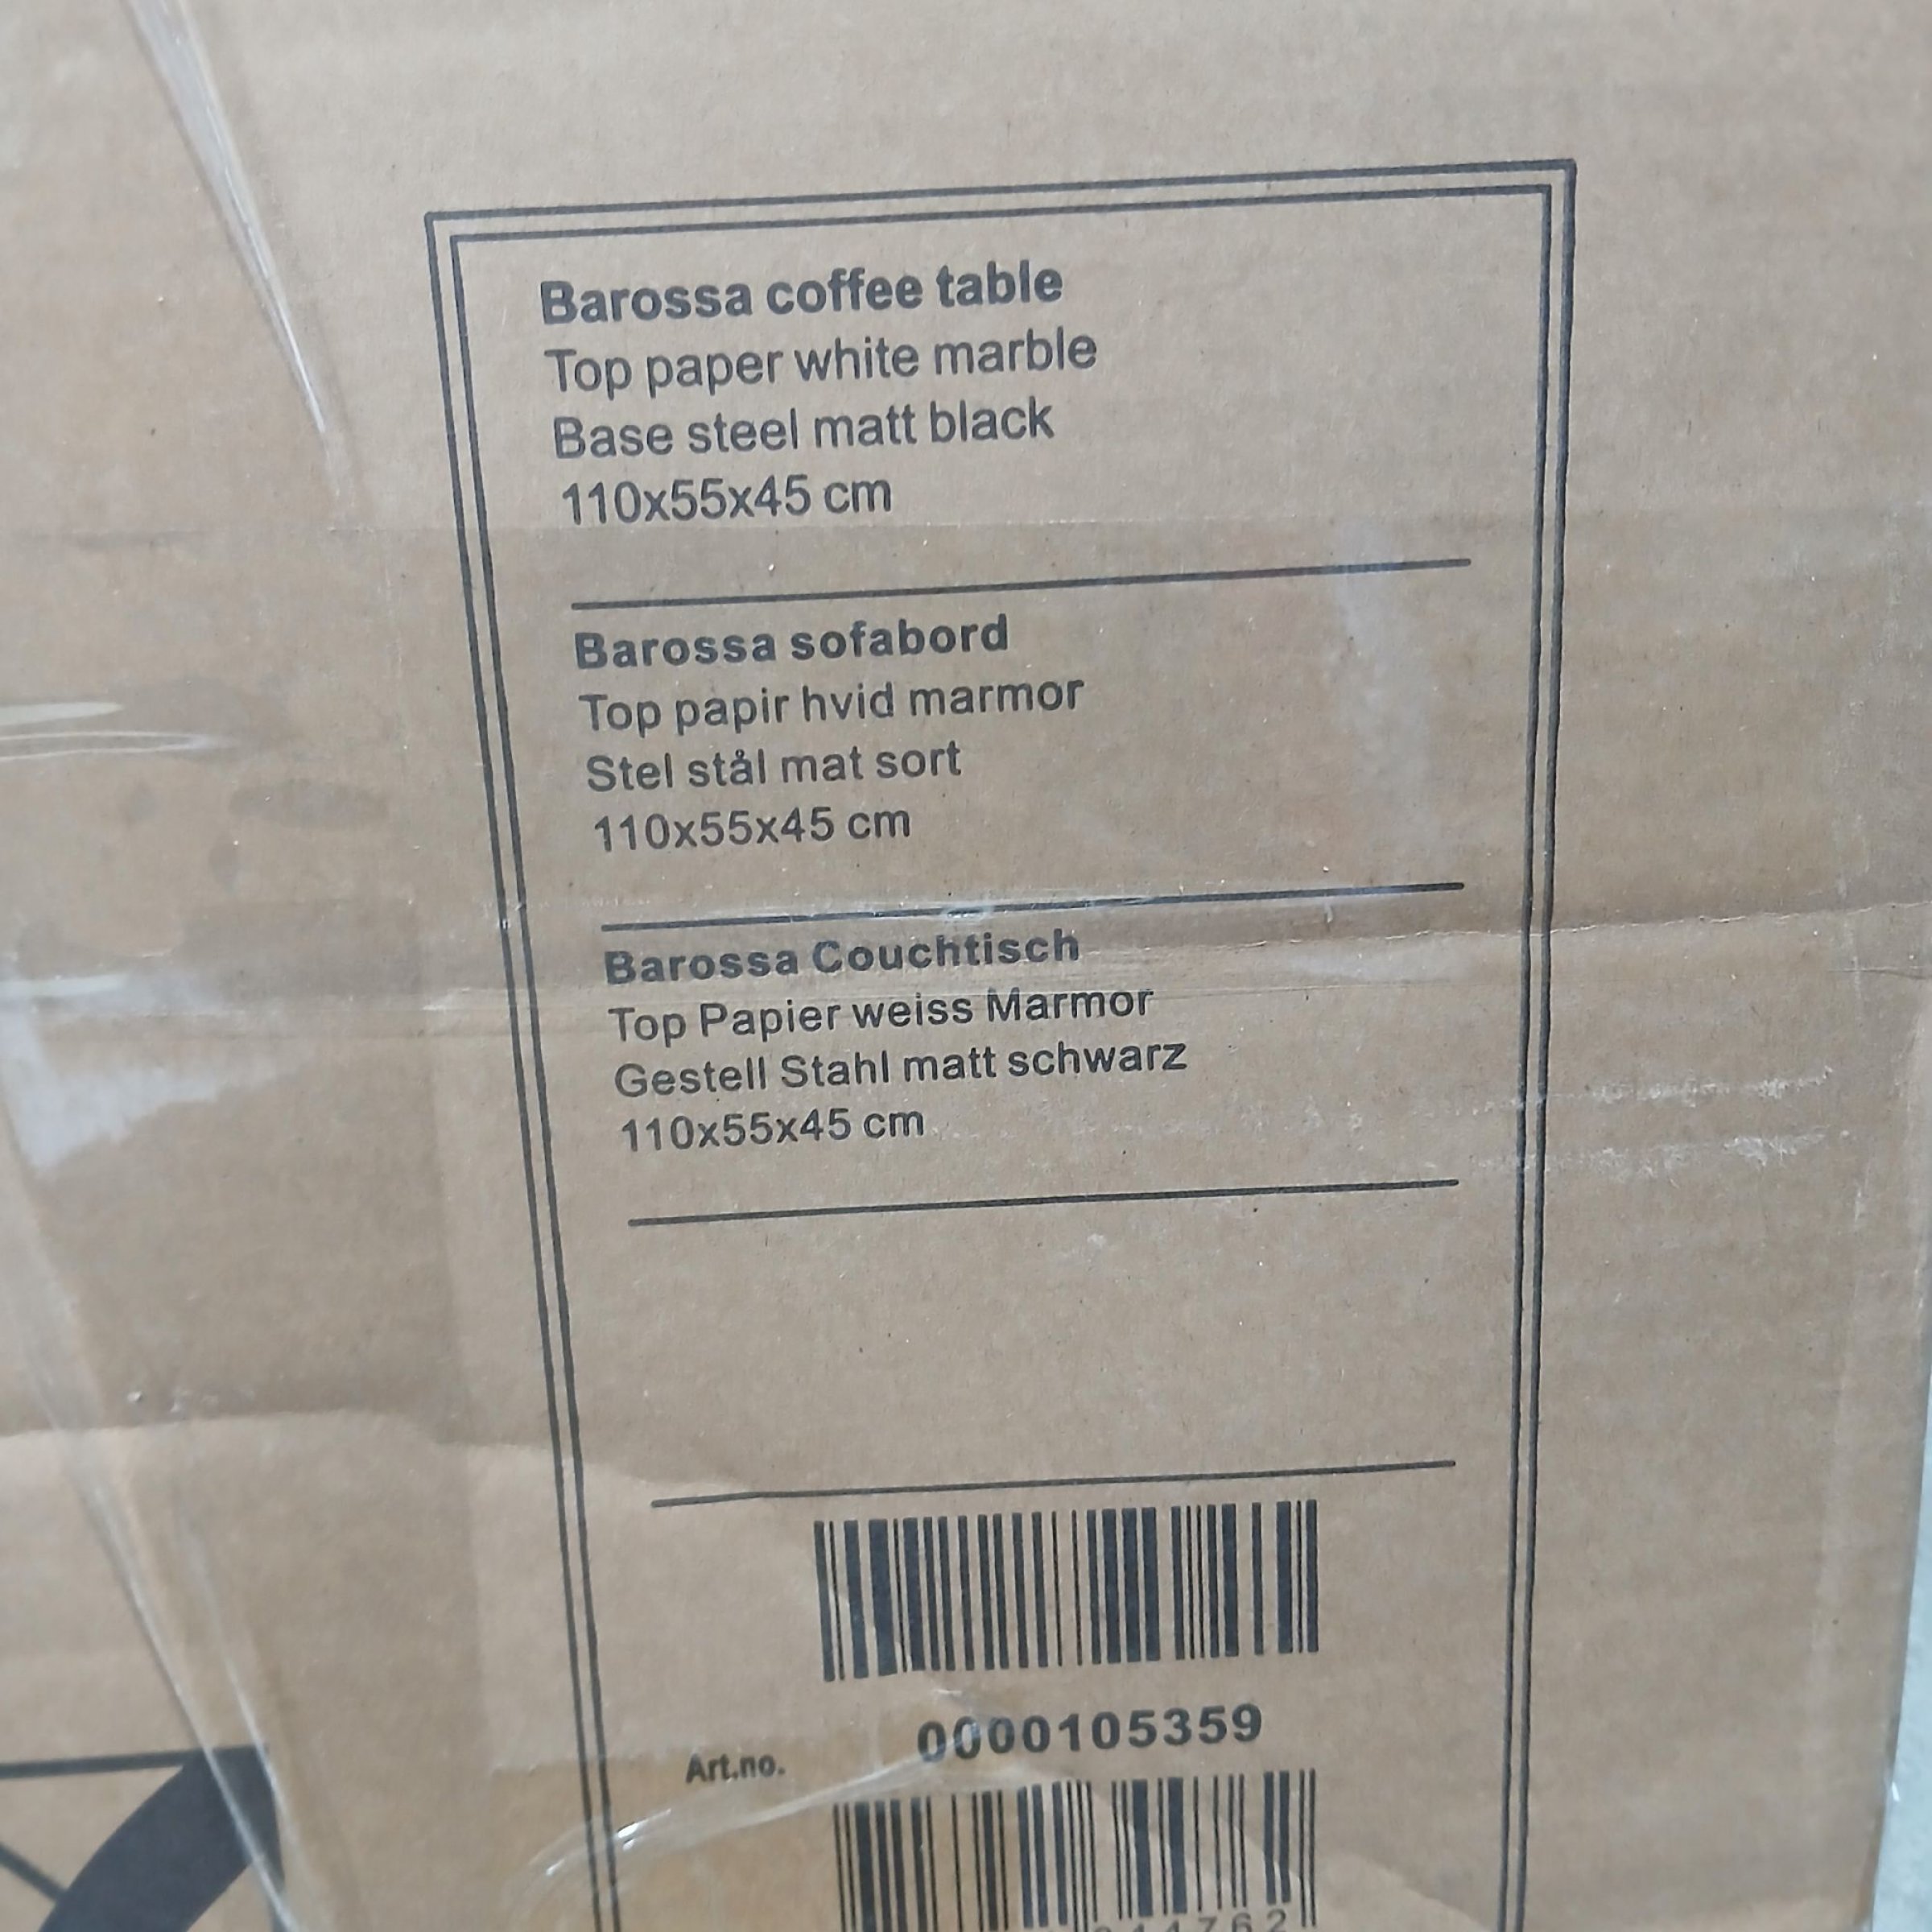 Barossa coffee table
Top paper white marble
Base steel matt black
110x55x45 cm
Barossa sofabord
Top papir hvid marmor
Stel stål mat sort
110x55x45 cm
Barossa Couchtisch
Top Papier weiss Marmor
Gestell Stahl matt schwarz
110x55x45 cm
0000105359
Art.no.